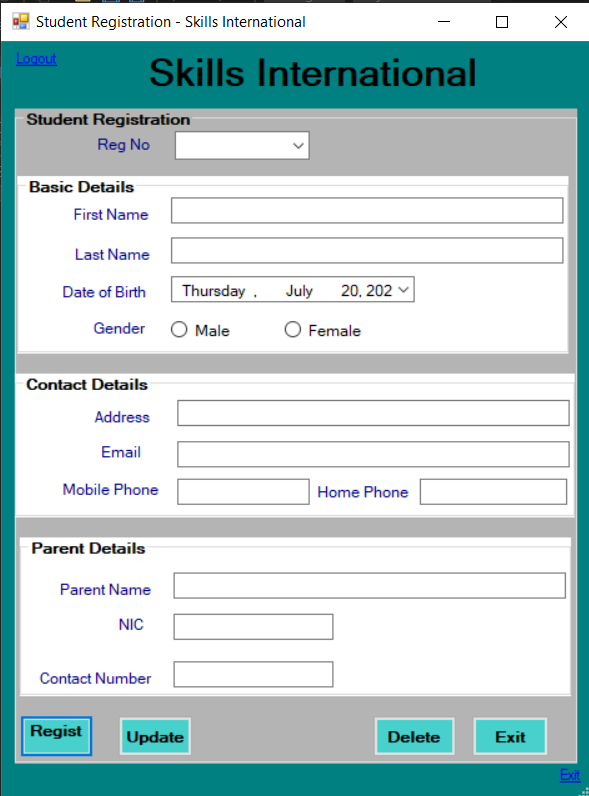 Student Registration - Skills International
Logout
Skills International
Student Registration
Reg No
Basic Details
First Name
Last Name
Date of Birth Thursday , July 20, 202
Gender Male Female
Contact Details
Address
Email
Mobile Phone Home Phone
Parent Details
Parent Name
NIC
Contact Number
Regist Update Delete Exit
Exit